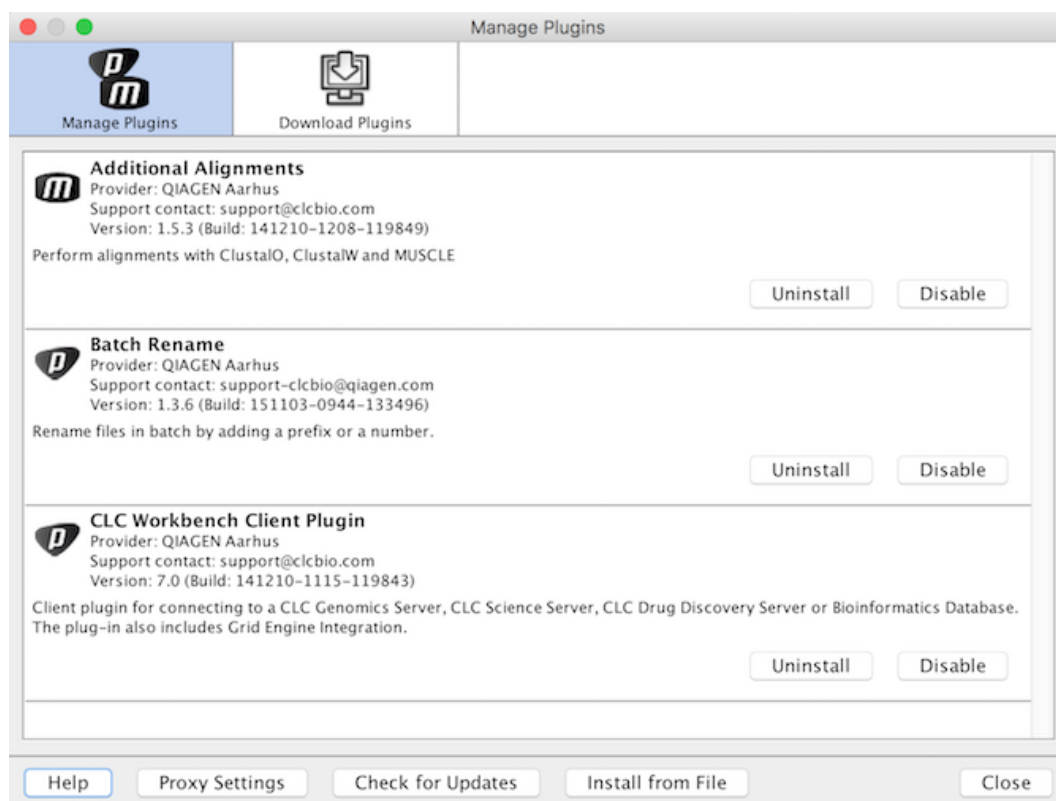 Manage Plugins
Manage Plugins
Download Plugins
Additional Alignments
Provider: QIAGEN Aarhus
Support contact: support@clcbio.com
Version: 1.5.3 (Build: 141210-1208-119849)
Perform alignments with ClustalO, ClustalW and MUSCLE
Uninstall Disable
Batch Rename
Provider: QIAGEN Aarhus
Support contact: support-clcbio@qiagen.com
Version: 1.3.6 (Build: 151103-0944-133496)
Rename files in batch by adding a prefix or a number.
Uninstall Disable
CLC Workbench Client Plugin
Provider: QIAGEN Aarhus
Support contact: support@clcbio.com
Version: 7.0 (Build: 141210-1115-119843)
Client plugin for connecting to a CLC Genomics Server, CLC Science Server, CLC Drug Discovery Server or Bioinformatics Database.
The plug-in also includes Grid Engine Integration.
Uninstall Disable
Help Proxy Settings Check for Updates Install from File Close